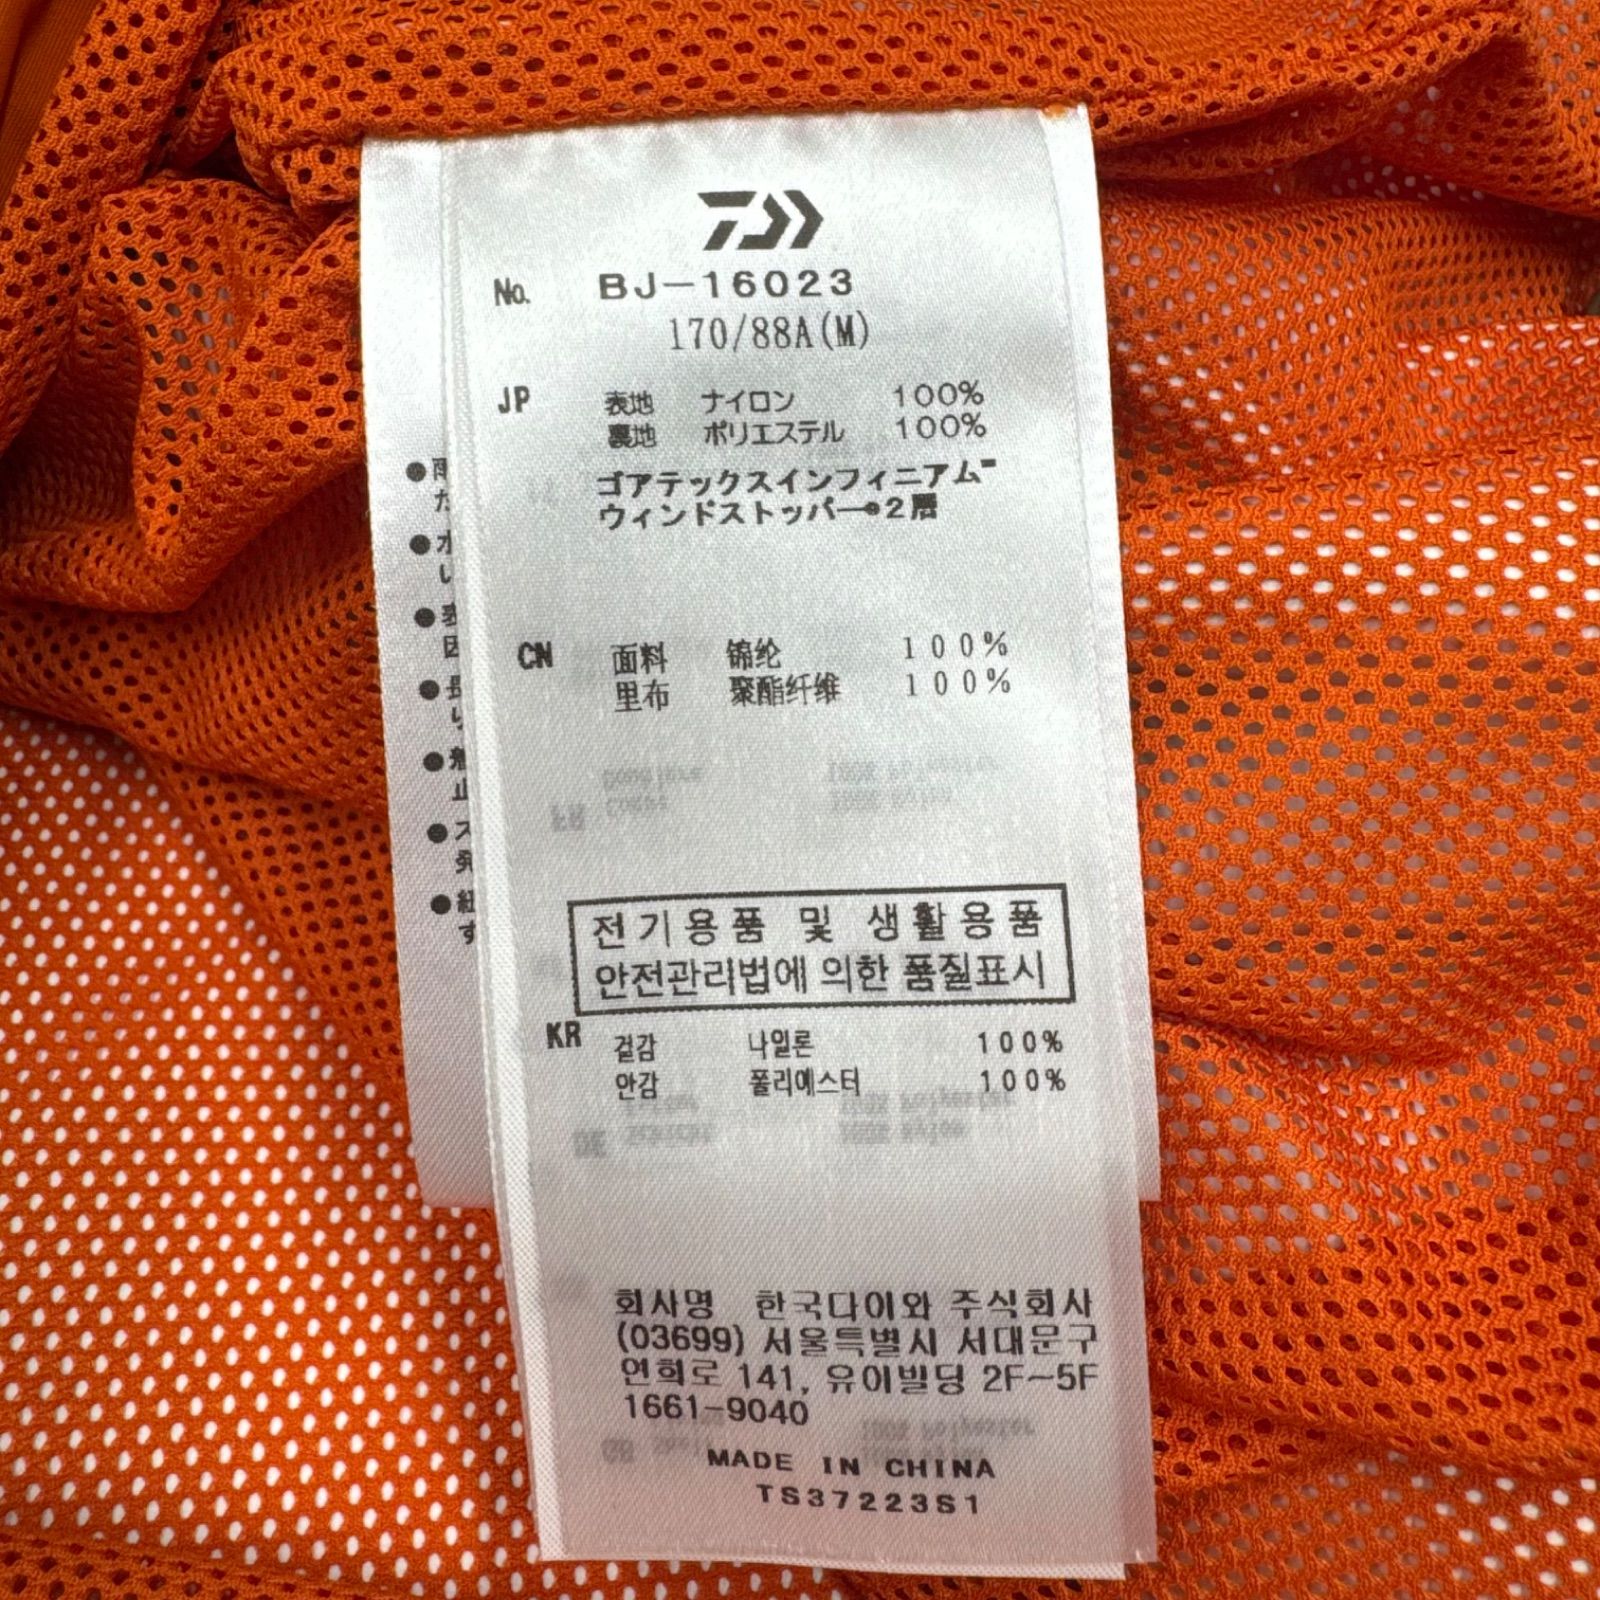 No. BJ-16023
170/88A(M)
JP 表地 ナイロン 100%
裏地 ポリエステル 100%
ゴアテックスインフィニアム™
ウィンドストッパー®2層
CN 面料 锦纶 100%
里布 聚酯纤维 100%
전기용품 및 생활용품
안전관리법에 의한 품질표시
KR 겉감 나일론 100%
안감 폴리에스터 100%
회사명 한국다이와 주식회사
(03699) 서울특별시 서대문구
연희로 141, 유이빌딩 2F~5F
1661-9040
MADE IN CHINA
TS37223S1